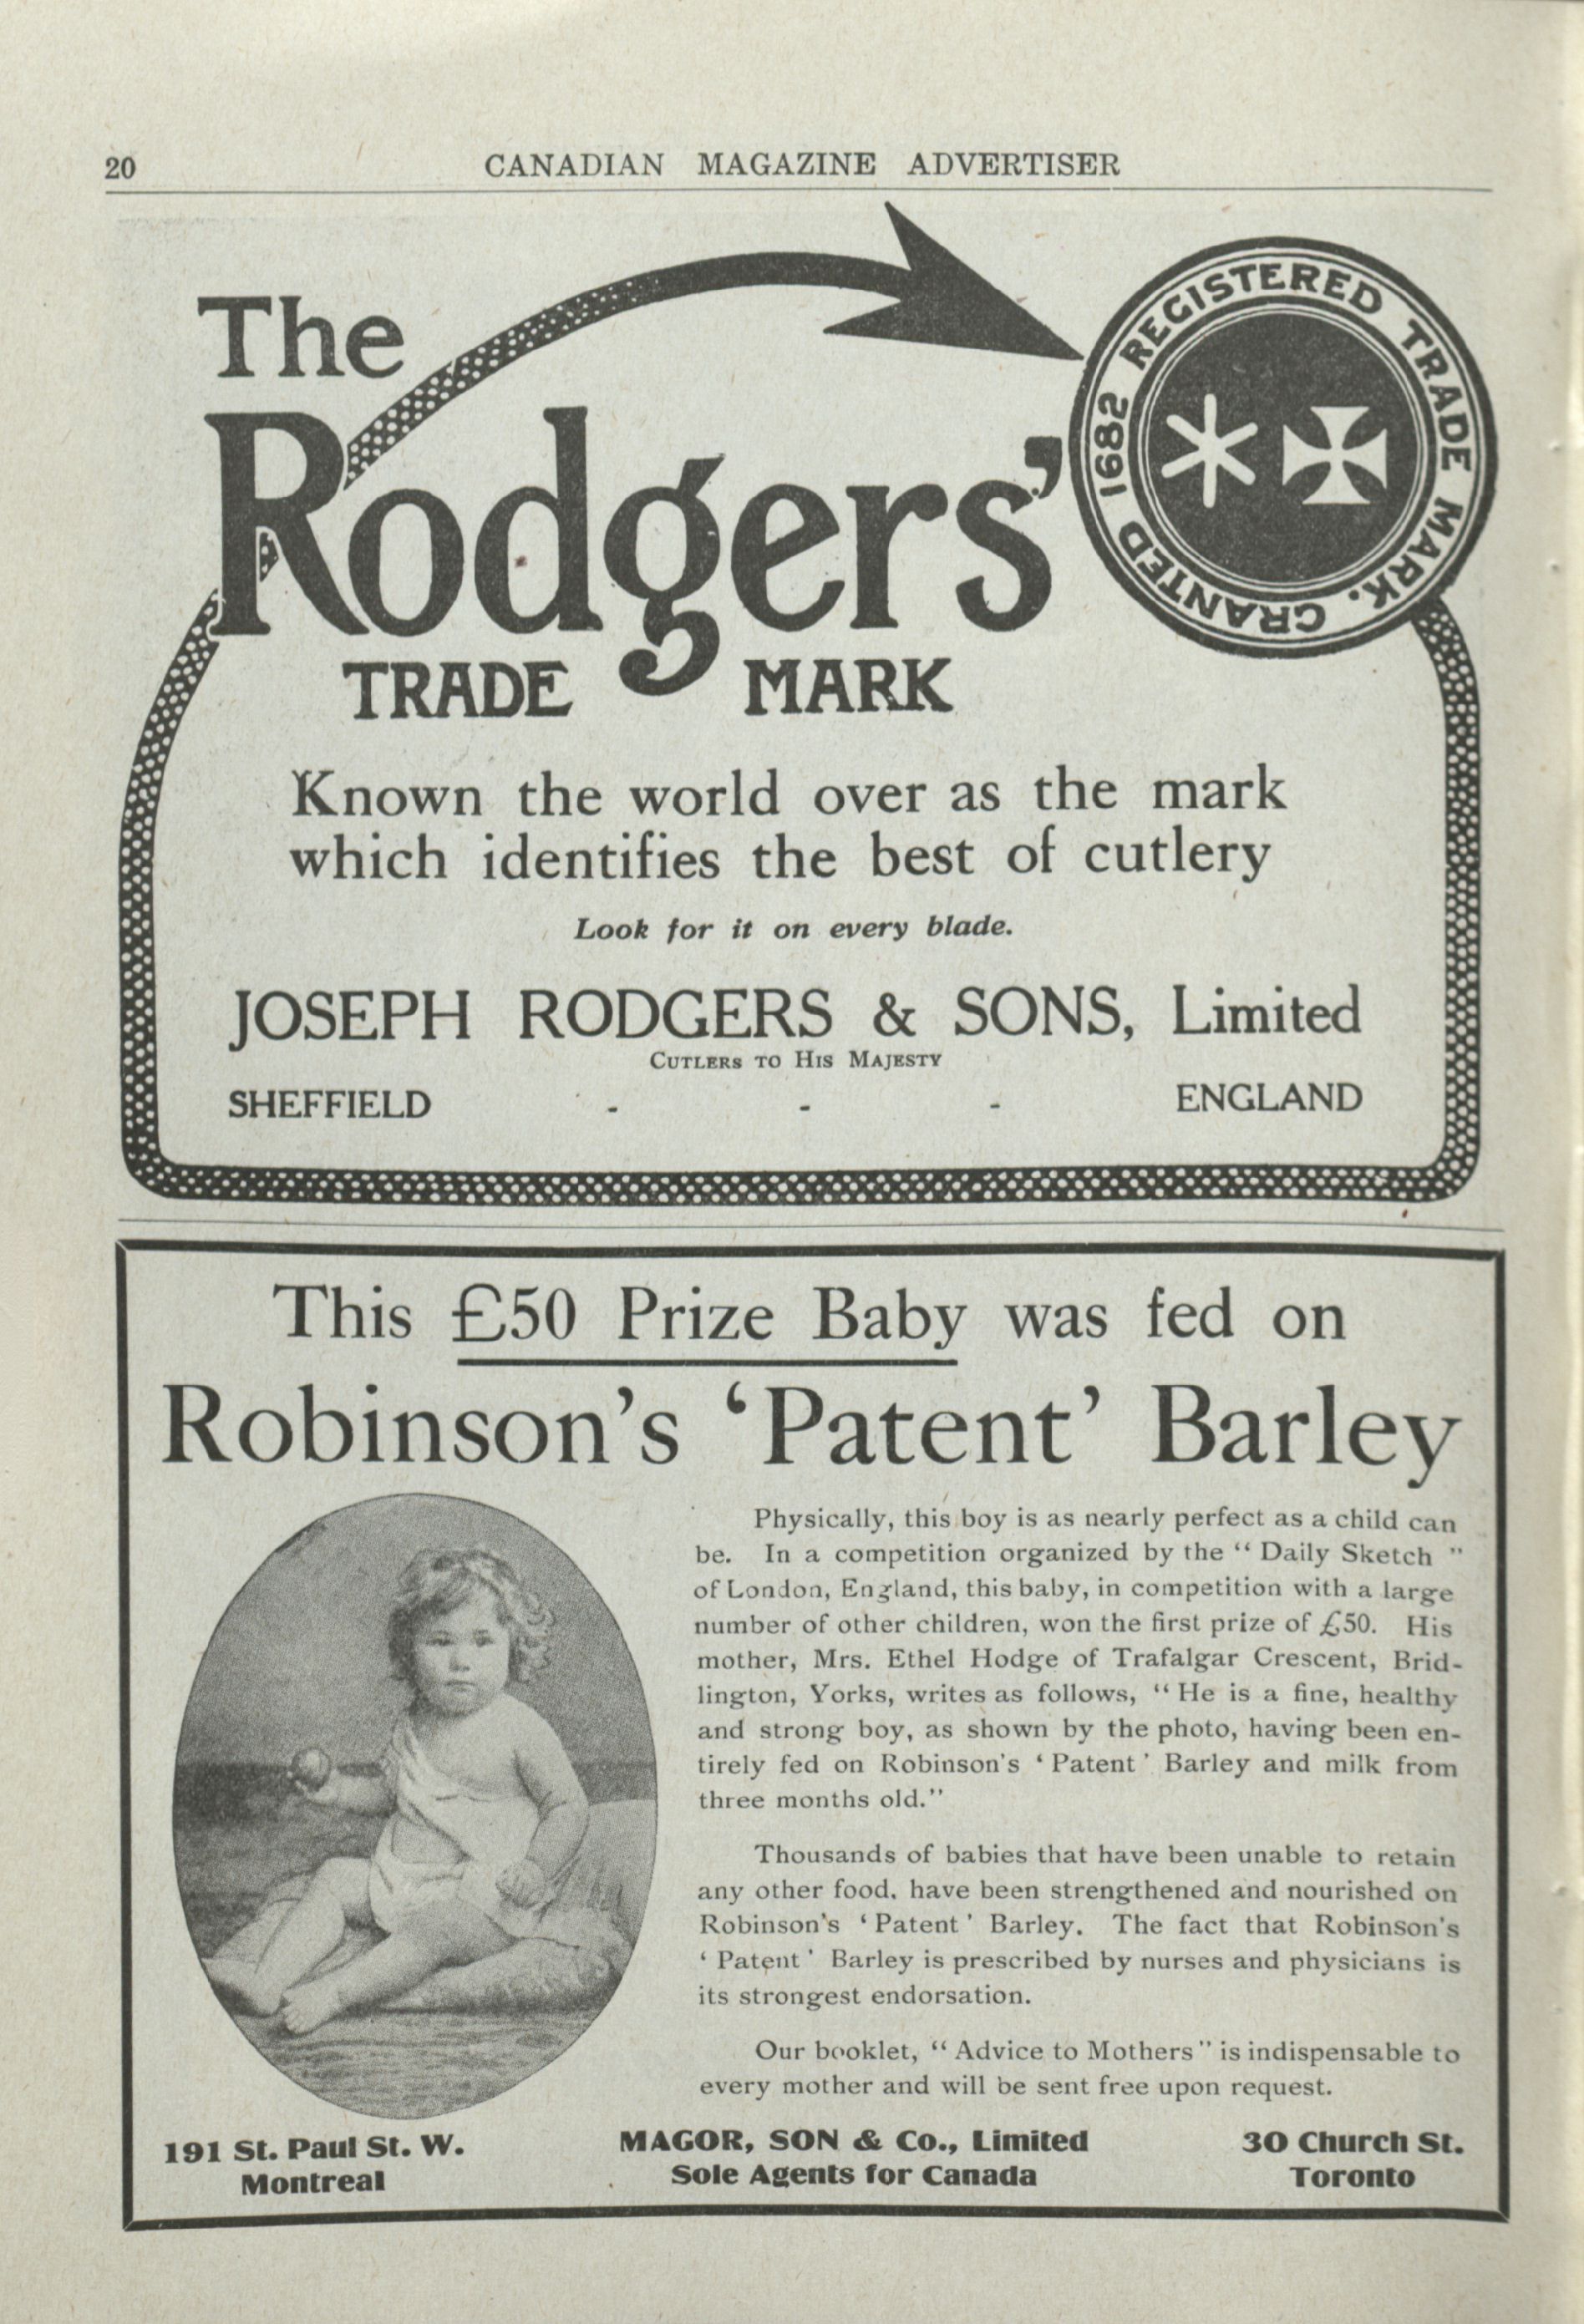 20
CANADIAN MAGAZINE ADVERTISER
The
Rodgers'
TRADE MARK
REGISTERED TRADE MARK. GRANTED 1682
Known the world over as the mark
which identifies the best of cutlery
Look for it on every blade.
JOSEPH RODGERS & SONS, Limited
CUTLERS TO HIS MAJESTY
SHEFFIELD - - - ENGLAND
This £50 Prize Baby was fed on
Robinson's ‘Patent’ Barley
Physically, this boy is as nearly perfect as a child can
be. In a competition organized by the “ Daily Sketch ”
of London, England, this baby, in competition with a large
number of other children, won the first prize of £50. His
mother, Mrs. Ethel Hodge of Trafalgar Crescent, Brid-
lington, Yorks, writes as follows, “ He is a fine, healthy
and strong boy, as shown by the photo, having been en-
tirely fed on Robinson's ‘ Patent ’ Barley and milk from
three months old.”
Thousands of babies that have been unable to retain
any other food, have been strengthened and nourished on
Robinson's ‘ Patent ’ Barley. The fact that Robinson's
‘ Patent ’ Barley is prescribed by nurses and physicians is
its strongest endorsation.
Our booklet, “ Advice to Mothers ” is indispensable to
every mother and will be sent free upon request.
191 St. Paul St. W.
Montreal
MAGOR, SON & Co., Limited
Sole Agents for Canada
30 Church St.
Toronto